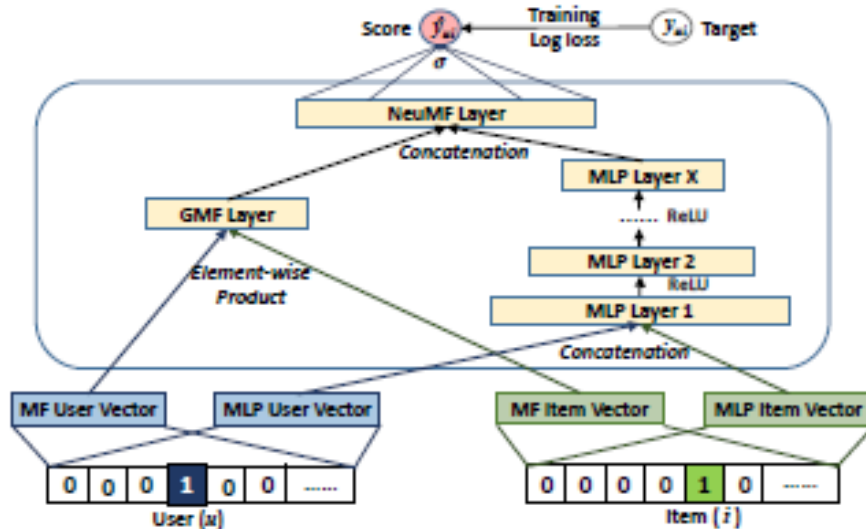 Score ŷui Training yui Target
Log loss
σ
NeuMF Layer
Concatenation
MLP Layer X
GMF Layer
...... ReLU
Element-wise
Product
MLP Layer 2
ReLU
MLP Layer 1
Concatenation
MF User Vector MLP User Vector MF Item Vector MLP Item Vector
0 0 0 1 0 0 ...... 0 0 0 0 1 0 ......
User (u) Item (i)